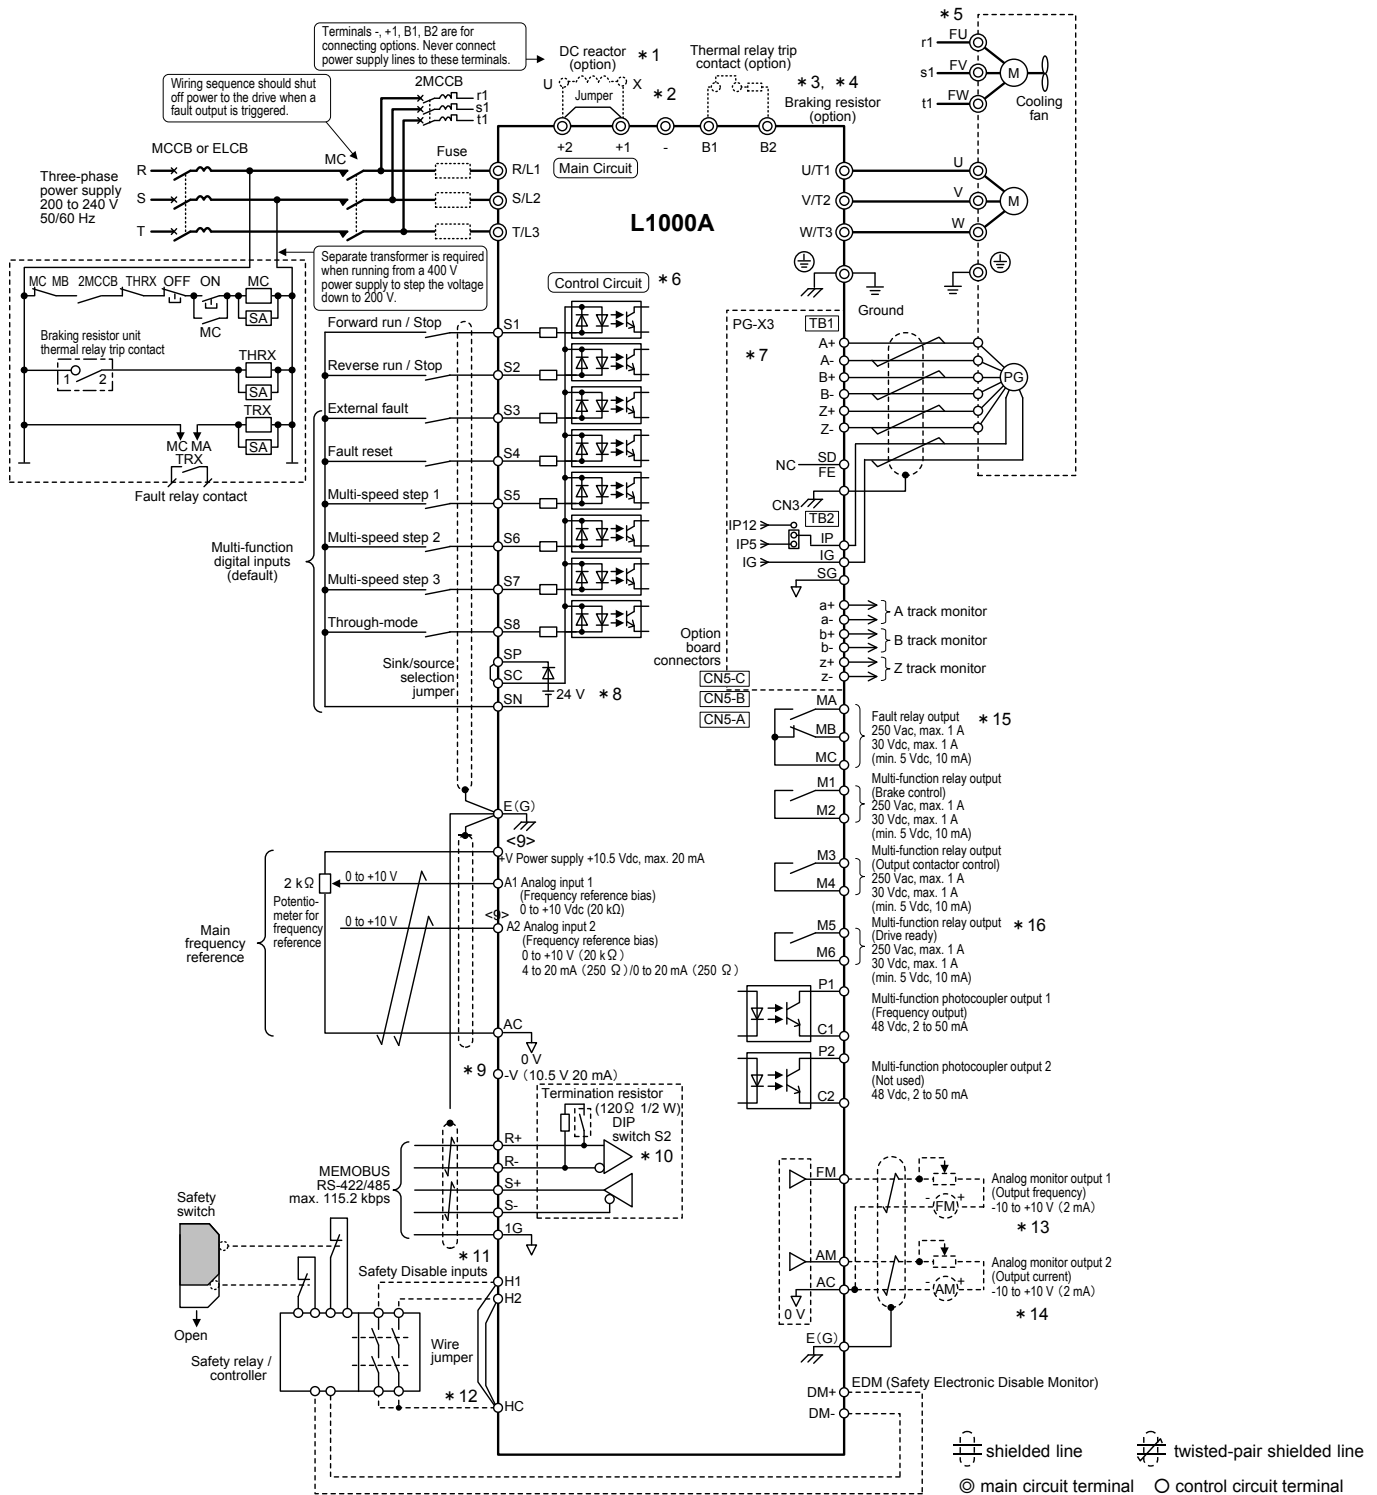 Terminals -, +1, B1, B2 are for
connecting options. Never connect
power supply lines to these terminals.
Wiring sequence should shut
off power to the drive when a
fault output is triggered.
2MCCB
r1
s1
t1
DC reactor
(option)
∗1
U
X
Jumper
∗2
Thermal relay trip
contact (option)
∗3, ∗4
Braking resistor
(option)
∗5
r1
FU
s1
FV
t1
FW
M
Cooling
fan
+2
+1
-
B1
B2
Main Circuit
MCCB or ELCB
MC
Fuse
Three-phase
power supply
200 to 240 V
50/60 Hz
R
S
T
R/L1
S/L2
T/L3
L1000A
U/T1
V/T2
W/T3
U
V
W
M
Ground
Separate transformer is required
when running from a 400 V
power supply to step the voltage
down to 200 V.
MC MB
2MCCB
THRX
OFF
ON
MC
SA
MC
Braking resistor unit
thermal relay trip contact
1
2
THRX
SA
TRX
SA
MC MA
TRX
Fault relay contact
Control Circuit
∗6
Forward run / Stop
S1
Reverse run / Stop
S2
External fault
S3
Fault reset
S4
Multi-speed step 1
S5
Multi-speed step 2
S6
Multi-speed step 3
S7
Through-mode
S8
Multi-function
digital inputs
(default)
Sink/source
selection
jumper
SP
SC
SN
24 V
∗8
PG-X3
TB1
∗7
A+
A-
B+
B-
Z+
Z-
PG
NC
SD
FE
CN3
TB2
IP12
IP5
IG
IP
IG
SG
a+
a-
A track monitor
b+
b-
B track monitor
z+
z-
Z track monitor
Option
board
connectors
CN5-C
CN5-B
CN5-A
MA
MB
MC
Fault relay output
∗15
250 Vac, max. 1 A
30 Vdc, max. 1 A
(min. 5 Vdc, 10 mA)
M1
M2
Multi-function relay output
(Brake control)
250 Vac, max. 1 A
30 Vdc, max. 1 A
(min. 5 Vdc, 10 mA)
M3
M4
Multi-function relay output
(Output contactor control)
250 Vac, max. 1 A
30 Vdc, max. 1 A
(min. 5 Vdc, 10 mA)
M5
M6
Multi-function relay output
∗16
(Drive ready)
250 Vac, max. 1 A
30 Vdc, max. 1 A
(min. 5 Vdc, 10 mA)
P1
C1
Multi-function photocoupler output 1
(Frequency output)
48 Vdc, 2 to 50 mA
P2
C2
Multi-function photocoupler output 2
(Not used)
48 Vdc, 2 to 50 mA
E(G)
<9>
+V Power supply +10.5 Vdc, max. 20 mA
Main
frequency
reference
2 kΩ
Potentio-
meter for
frequency
reference
0 to +10 V
A1 Analog input 1
(Frequency reference bias)
0 to +10 Vdc (20 kΩ)
<9>
0 to +10 V
A2 Analog input 2
(Frequency reference bias)
0 to +10 V (20 kΩ)
4 to 20 mA (250 Ω)/0 to 20 mA (250 Ω)
AC
0 V
∗9
-V (10.5 V 20 mA)
Termination resistor
(120Ω 1/2 W)
DIP
switch S2
∗10
MEMOBUS
RS-422/485
max. 115.2 kbps
R+
R-
S+
S-
1G
∗11
Safety
switch
Open
Safety relay /
controller
Safety Disable inputs
H1
H2
Wire
jumper
∗12
HC
FM
FM
-
+
Analog monitor output 1
(Output frequency)
-10 to +10 V (2 mA)
∗13
AM
AC
AM
-
+
0 V
Analog monitor output 2
(Output current)
-10 to +10 V (2 mA)
∗14
E(G)
EDM (Safety Electronic Disable Monitor)
DM+
DM-
shielded line
twisted-pair shielded line
main circuit terminal
control circuit terminal